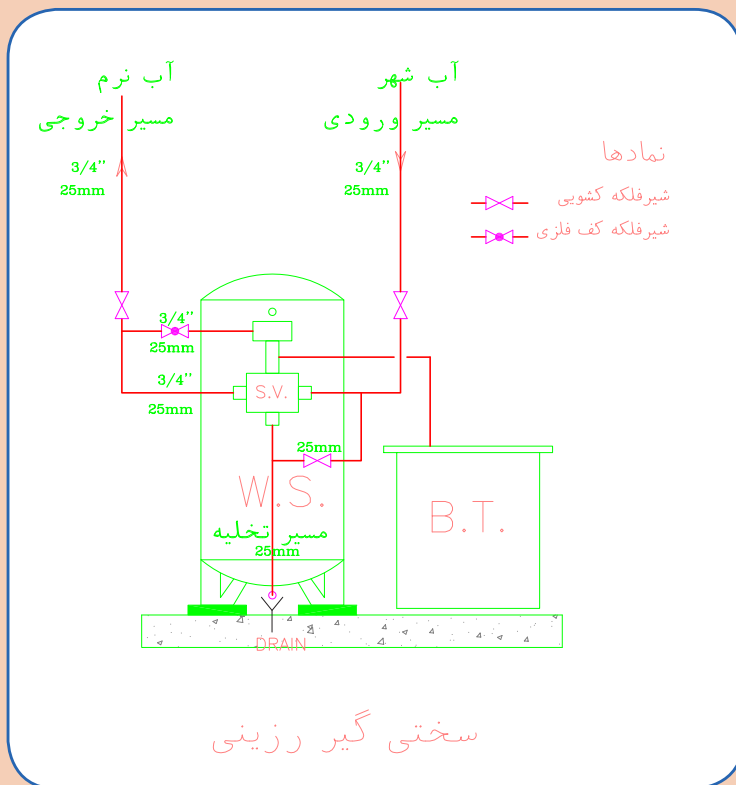 آب نرم
مسیر خروجی
3/4"
25mm
آب شهر
مسیر ورودی
3/4"
25mm
نمادها
شیرفلکه کشویی
شیرفلکه کف فلزی
3/4"
25mm
3/4"
25mm
S.V.
25mm
W.S.
B.T.
مسیر تخلیه
25mm
DRAIN
سختی گیر رزینی